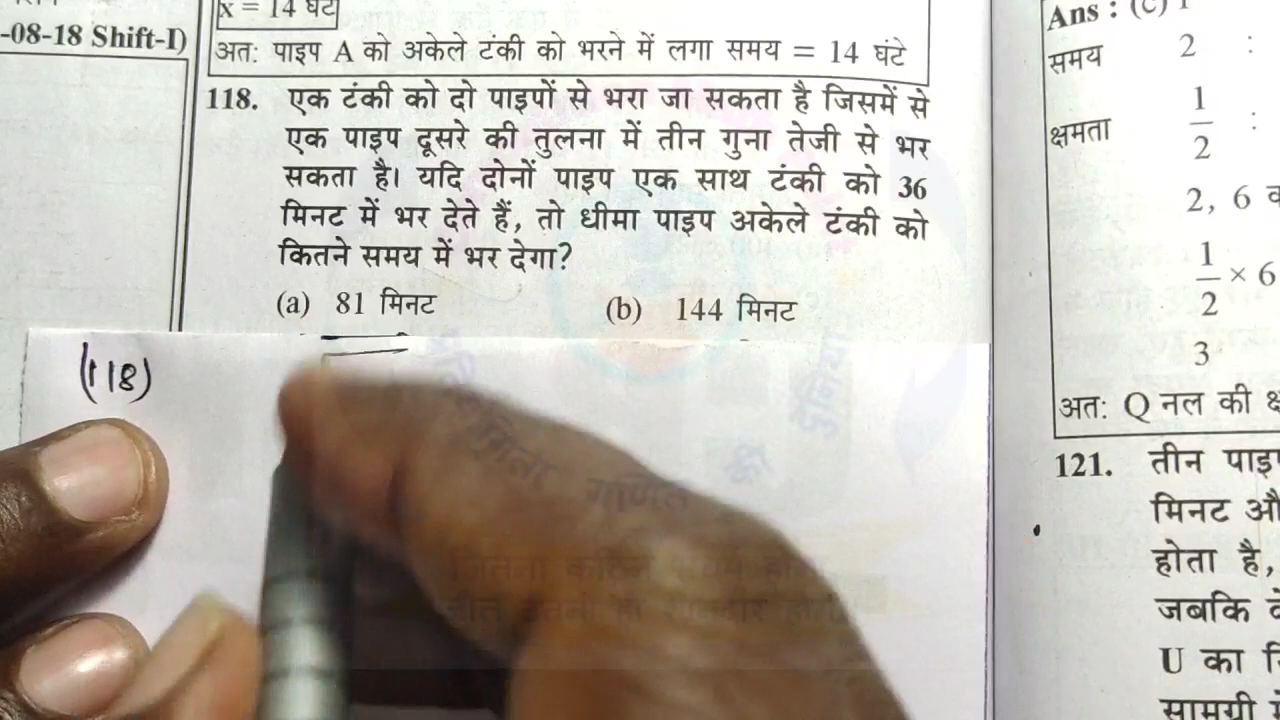 -08-18 Shift-I)
x = 14 घंटे
अतः पाइप A को अकेले टंकी को भरने में लगा समय = 14 घंटे
118. एक टंकी को दो पाइपों से भरा जा सकता है जिसमें से
एक पाइप दूसरे की तुलना में तीन गुना तेजी से भर
सकता है। यदि दोनों पाइप एक साथ टंकी को 36
मिनट में भर देते हैं, तो धीमा पाइप अकेले टंकी को
कितने समय में भर देगा?
(a) 81 मिनट (b) 144 मिनट
(118)
Ans : (c)
समय 2 :
क्षमता 1/2 :
2, 6
1/2 × 6
3
अतः Q नल की
121. तीन
मिनट
होता है,
जबकि
U का